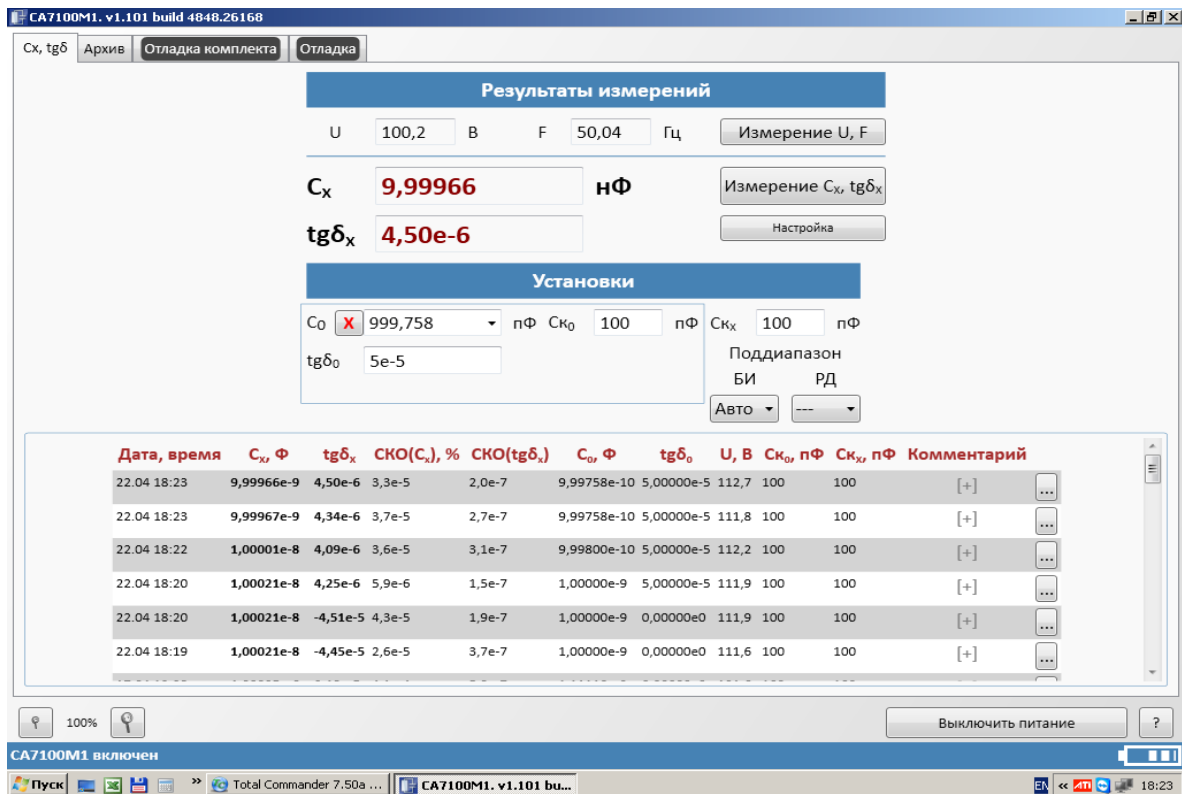 CA7100M1. v1.101 build 4848.26168
Cx, tgδ Архив Отладка комплекта Отладка
Результаты измерений
U 100,2 В F 50,04 Гц Измерение U, F
Cₓ 9,99966 нФ Измерение Cₓ, tgδₓ
tgδₓ 4,50e-6 Настройка
Установки
C₀ X 999,758 пФ Ск₀ 100 пФ Скₓ 100 пФ
tgδ₀ 5e-5 Поддиапазон
БИ РД
Авто ---
Дата, время Cₓ, Ф tgδₓ СКО(Cₓ), % СКО(tgδₓ) C₀, Ф tgδ₀ U, В Ск₀, пФ Скₓ, пФ Комментарий
22.04 18:23 9,99966e-9 4,50e-6 3,3e-5 2,0e-7 9,99758e-10 5,00000e-5 112,7 100 100 [+] ...
22.04 18:23 9,99967e-9 4,34e-6 3,7e-5 2,7e-7 9,99758e-10 5,00000e-5 111,8 100 100 [+] ...
22.04 18:22 1,00001e-8 4,09e-6 3,6e-5 3,1e-7 9,99800e-10 5,00000e-5 112,2 100 100 [+] ...
22.04 18:20 1,00021e-8 4,25e-6 5,9e-6 1,5e-7 1,00000e-9 5,00000e-5 111,9 100 100 [+] ...
22.04 18:20 1,00021e-8 -4,51e-5 4,3e-5 1,9e-7 1,00000e-9 0,00000e0 111,9 100 100 [+] ...
22.04 18:19 1,00021e-8 -4,45e-5 2,6e-5 3,7e-7 1,00000e-9 0,00000e0 111,6 100 100 [+] ...
100% Выключить питание ?
CA7100M1 включен
Пуск » Total Commander 7.50a ... CA7100M1. v1.101 bu... EN « ATI 18:23